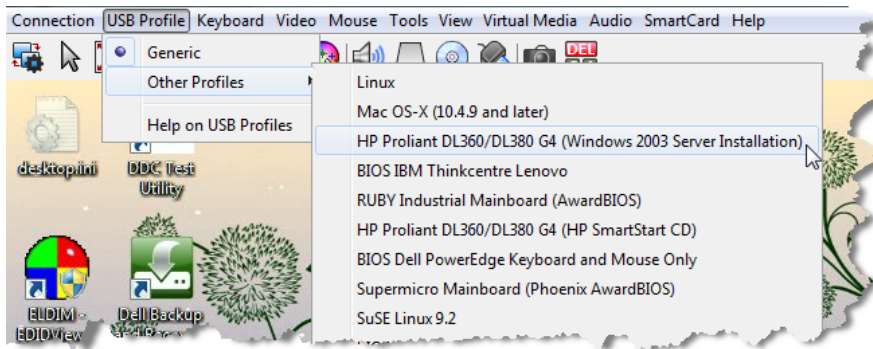 Connection USB Profile Keyboard Video Mouse Tools View Virtual Media Audio SmartCard Help
DEL
Generic
Other Profiles
Help on USB Profiles
Linux
Mac OS-X (10.4.9 and later)
HP Proliant DL360/DL380 G4 (Windows 2003 Server Installation)
BIOS IBM Thinkcentre Lenovo
RUBY Industrial Mainboard (AwardBIOS)
HP Proliant DL360/DL380 G4 (HP SmartStart CD)
BIOS Dell PowerEdge Keyboard and Mouse Only
Supermicro Mainboard (Phoenix AwardBIOS)
SuSE Linux 9.2
desktop.ini
DDC Test
Utility
ELDIM -
EDIDView
Dell Backup
and